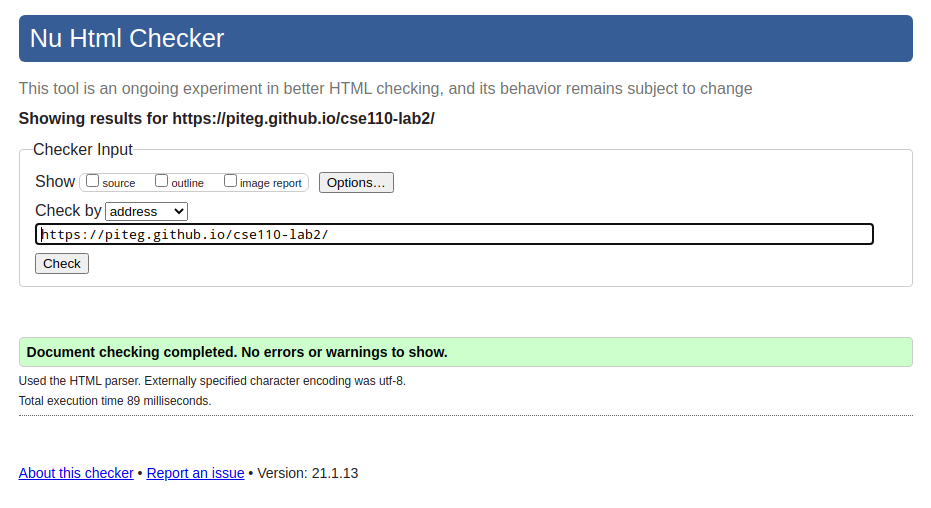 Nu Html Checker
This tool is an ongoing experiment in better HTML checking, and its behavior remains subject to change
Showing results for https://piteg.github.io/cse110-lab2/
Checker Input
Show source outline image report Options...
Check by address
https://piteg.github.io/cse110-lab2/
Check
Document checking completed. No errors or warnings to show.
Used the HTML parser. Externally specified character encoding was utf-8.
Total execution time 89 milliseconds.
About this checker • Report an issue • Version: 21.1.13